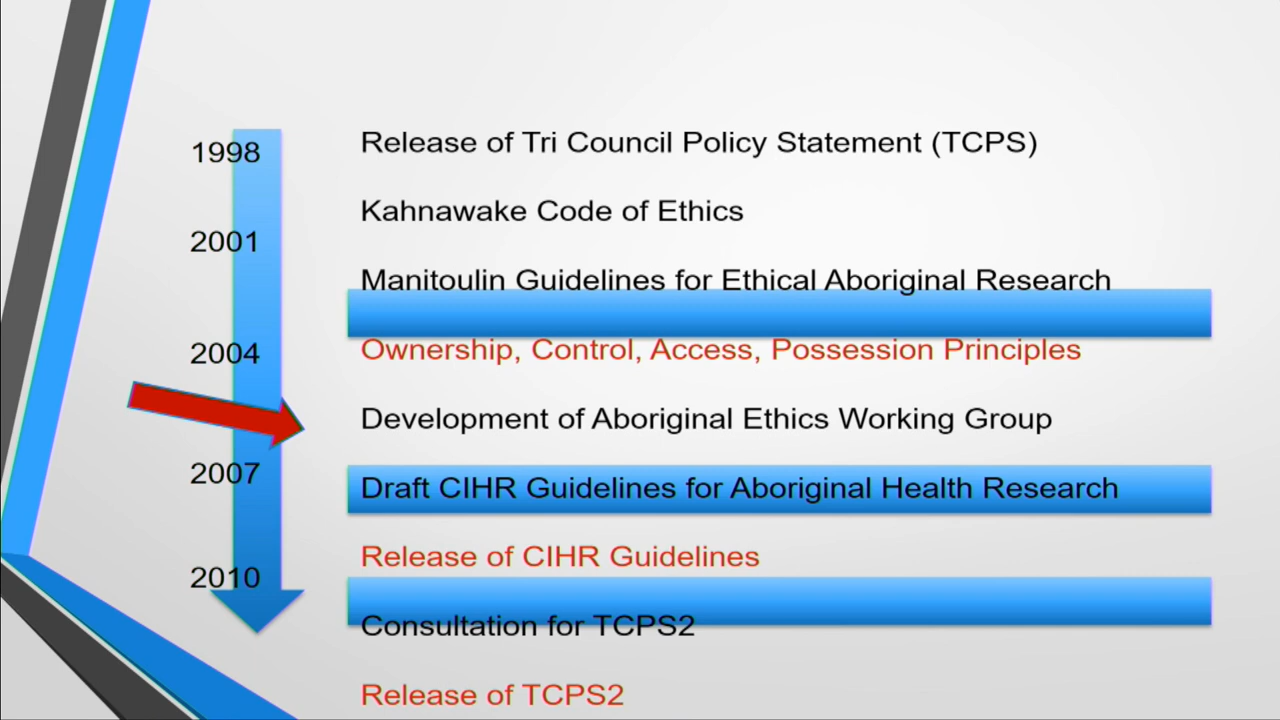 1998
Release of Tri Council Policy Statement (TCPS)
Kahnawake Code of Ethics
2001
Manitoulin Guidelines for Ethical Aboriginal Research
2004
Ownership, Control, Access, Possession Principles
Development of Aboriginal Ethics Working Group
2007
Draft CIHR Guidelines for Aboriginal Health Research
Release of CIHR Guidelines
2010
Consultation for TCPS2
Release of TCPS2